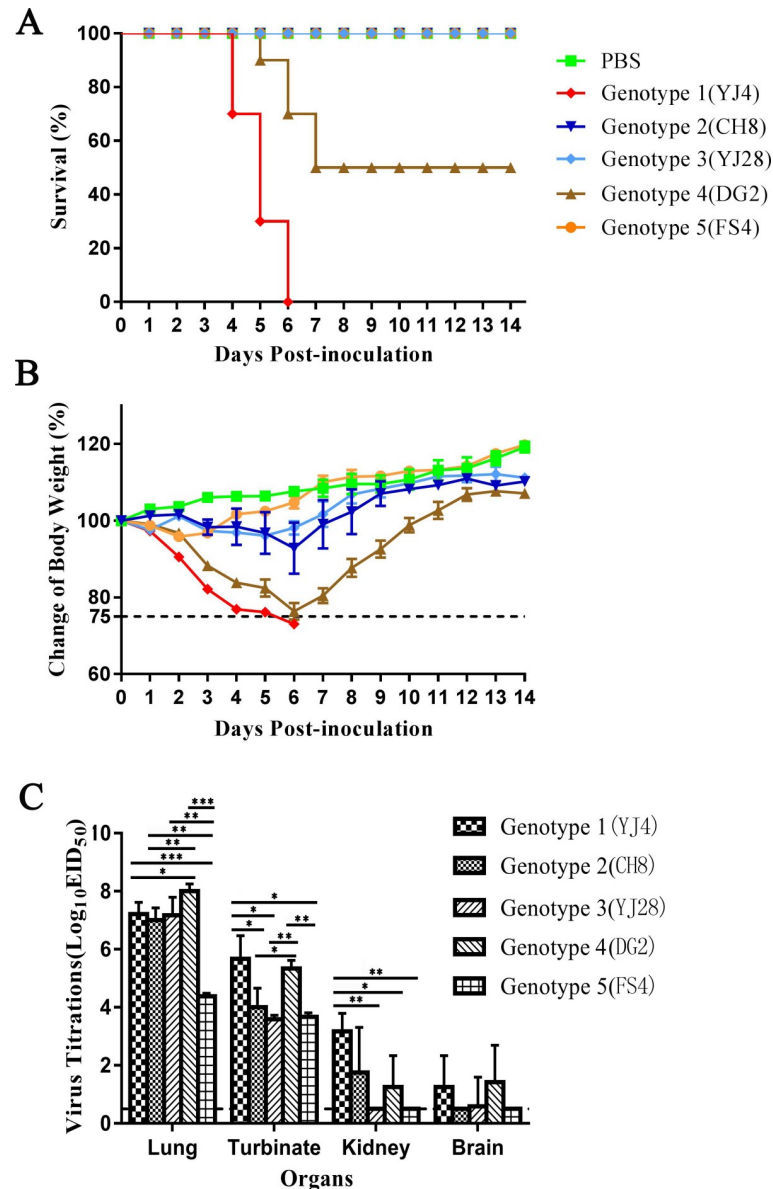 A
100
80
60
40
20
0
Survival (%)
0 1 2 3 4 5 6 7 8 9 10 11 12 13 14
Days Post-inoculation
PBS
Genotype 1(YJ4)
Genotype 2(CH8)
Genotype 3(YJ28)
Genotype 4(DG2)
Genotype 5(FS4)
B
120
100
80
75
60
Change of Body Weight (%)
0 1 2 3 4 5 6 7 8 9 10 11 12 13 14
Days Post-inoculation
C
10
8
6
4
2
0
Virus Titrations(Log10EID50)
***
**
**
**
***
*
*
*
**
*
**
*
**
*
**
Lung Turbinate Kidney Brain
Organs
Genotype 1(YJ4)
Genotype 2(CH8)
Genotype 3(YJ28)
Genotype 4(DG2)
Genotype 5(FS4)